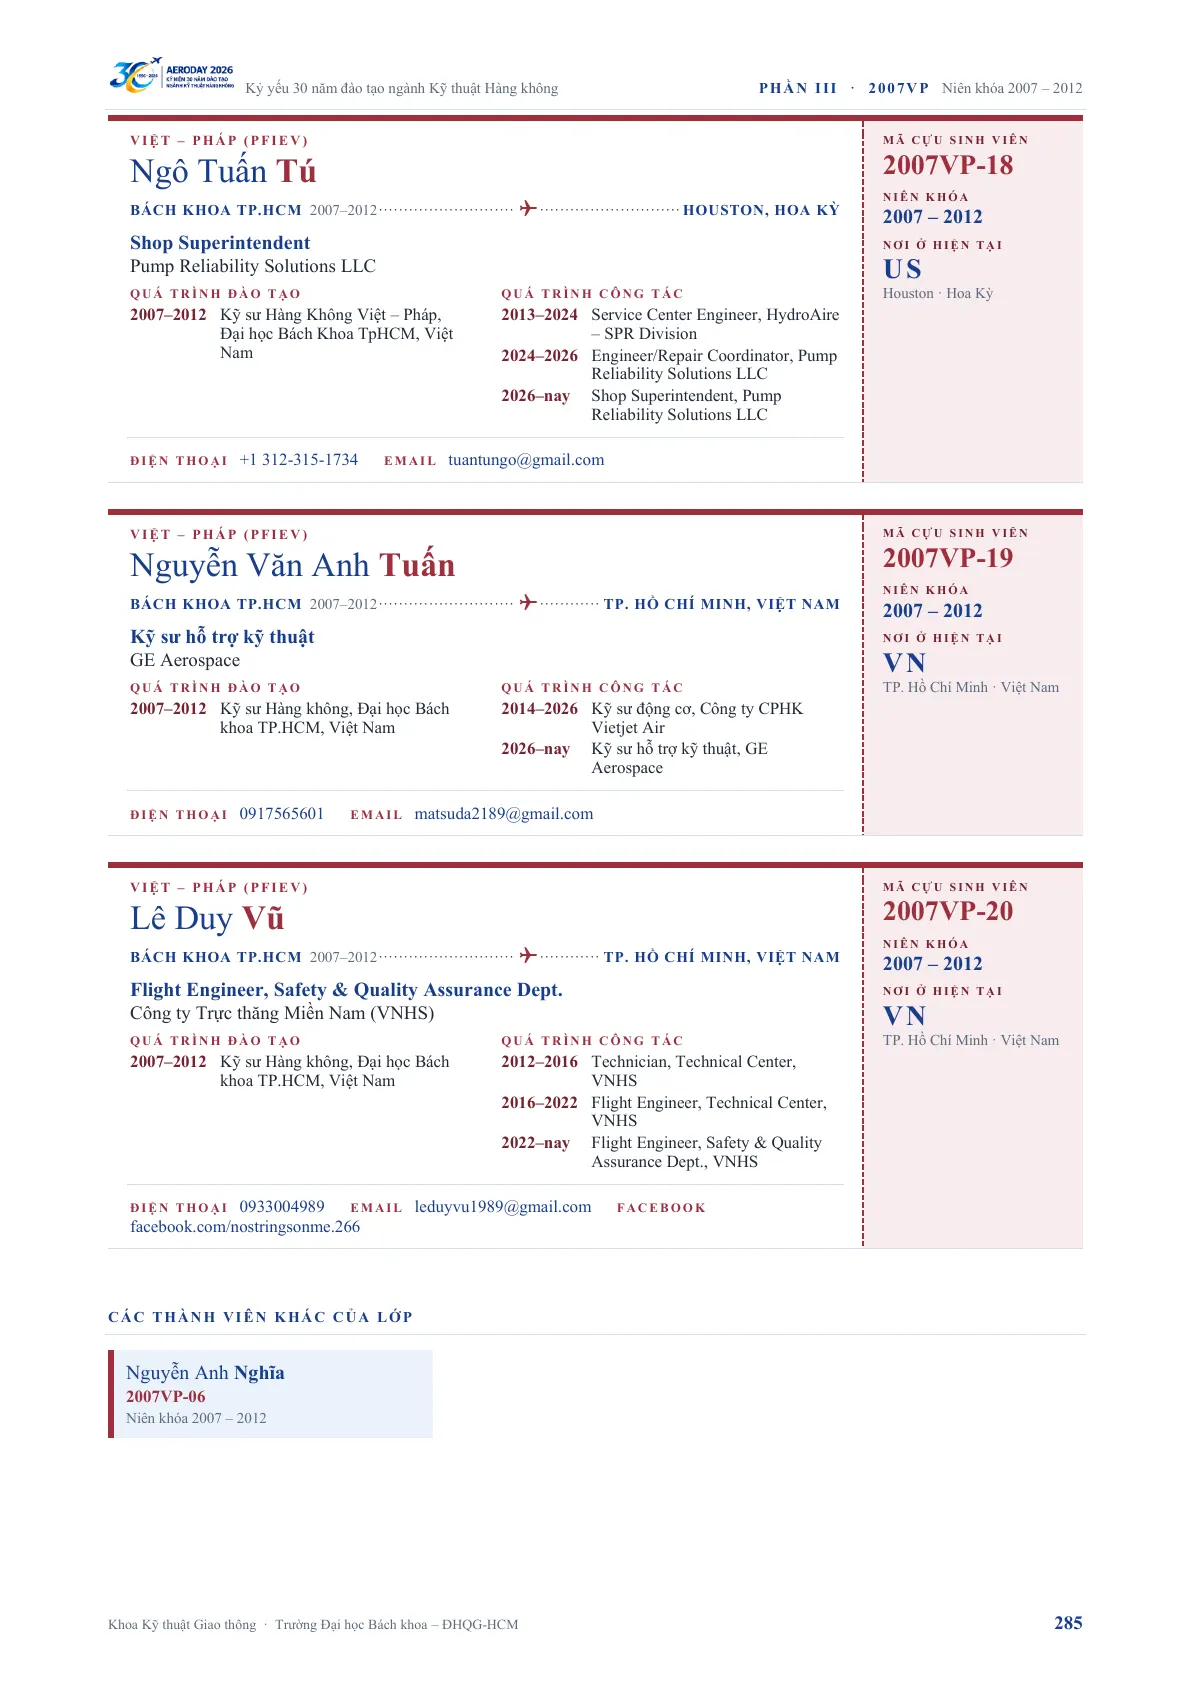 AERODAY 2026
KỶ NIỆM 30 NĂM ĐÀO TẠO
NGÀNH KỸ THUẬT HÀNG KHÔNG
Kỷ yếu 30 năm đào tạo ngành Kỹ thuật Hàng không
PHẦN III · 2007VP Niên khóa 2007 – 2012
VIỆT – PHÁP (PFIEV)
Ngô Tuấn Tú
BÁCH KHOA TP.HCM 2007–2012 HOUSTON, HOA KỲ
Shop Superintendent
Pump Reliability Solutions LLC
QUÁ TRÌNH ĐÀO TẠO
2007–2012 Kỹ sư Hàng Không Việt – Pháp,
Đại học Bách Khoa TpHCM, Việt
Nam
QUÁ TRÌNH CÔNG TÁC
2013–2024 Service Center Engineer, HydroAire
– SPR Division
2024–2026 Engineer/Repair Coordinator, Pump
Reliability Solutions LLC
2026–nay Shop Superintendent, Pump
Reliability Solutions LLC
ĐIỆN THOẠI +1 312-315-1734 EMAIL tuantungo@gmail.com
MÃ CỰU SINH VIÊN
2007VP-18
NIÊN KHÓA
2007 – 2012
NƠI Ở HIỆN TẠI
US
Houston · Hoa Kỳ
VIỆT – PHÁP (PFIEV)
Nguyễn Văn Anh Tuấn
BÁCH KHOA TP.HCM 2007–2012 TP. HỒ CHÍ MINH, VIỆT NAM
Kỹ sư hỗ trợ kỹ thuật
GE Aerospace
QUÁ TRÌNH ĐÀO TẠO
2007–2012 Kỹ sư Hàng không, Đại học Bách
khoa TP.HCM, Việt Nam
QUÁ TRÌNH CÔNG TÁC
2014–2026 Kỹ sư động cơ, Công ty CPHK
Vietjet Air
2026–nay Kỹ sư hỗ trợ kỹ thuật, GE
Aerospace
ĐIỆN THOẠI 0917565601 EMAIL matsuda2189@gmail.com
MÃ CỰU SINH VIÊN
2007VP-19
NIÊN KHÓA
2007 – 2012
NƠI Ở HIỆN TẠI
VN
TP. Hồ Chí Minh · Việt Nam
VIỆT – PHÁP (PFIEV)
Lê Duy Vũ
BÁCH KHOA TP.HCM 2007–2012 TP. HỒ CHÍ MINH, VIỆT NAM
Flight Engineer, Safety & Quality Assurance Dept.
Công ty Trực thăng Miền Nam (VNHS)
QUÁ TRÌNH ĐÀO TẠO
2007–2012 Kỹ sư Hàng không, Đại học Bách
khoa TP.HCM, Việt Nam
QUÁ TRÌNH CÔNG TÁC
2012–2016 Technician, Technical Center,
VNHS
2016–2022 Flight Engineer, Technical Center,
VNHS
2022–nay Flight Engineer, Safety & Quality
Assurance Dept., VNHS
ĐIỆN THOẠI 0933004989 EMAIL leduyvu1989@gmail.com FACEBOOK
facebook.com/nostringsonme.266
MÃ CỰU SINH VIÊN
2007VP-20
NIÊN KHÓA
2007 – 2012
NƠI Ở HIỆN TẠI
VN
TP. Hồ Chí Minh · Việt Nam
CÁC THÀNH VIÊN KHÁC CỦA LỚP
Nguyễn Anh Nghĩa
2007VP-06
Niên khóa 2007 – 2012
Khoa Kỹ thuật Giao thông · Trường Đại học Bách khoa – ĐHQG-HCM
285